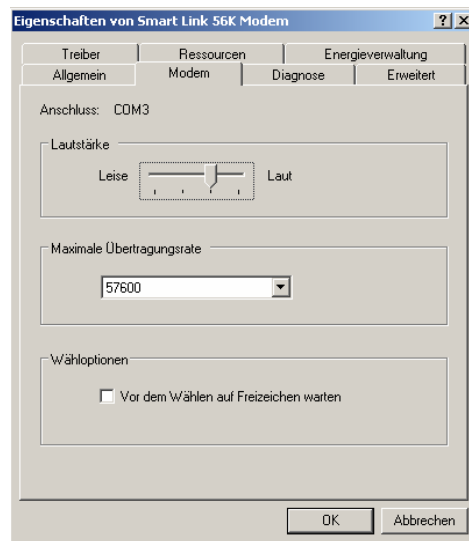 Eigenschaften von Smart Link 56K Modem
Treiber Ressourcen Energieverwaltung
Allgemein Modem Diagnose Erweitert
Anschluss: COM3
Lautstärke
Leise Laut
Maximale Übertragungsrate
57600
Wähloptionen
Vor dem Wählen auf Freizeichen warten
OK Abbrechen